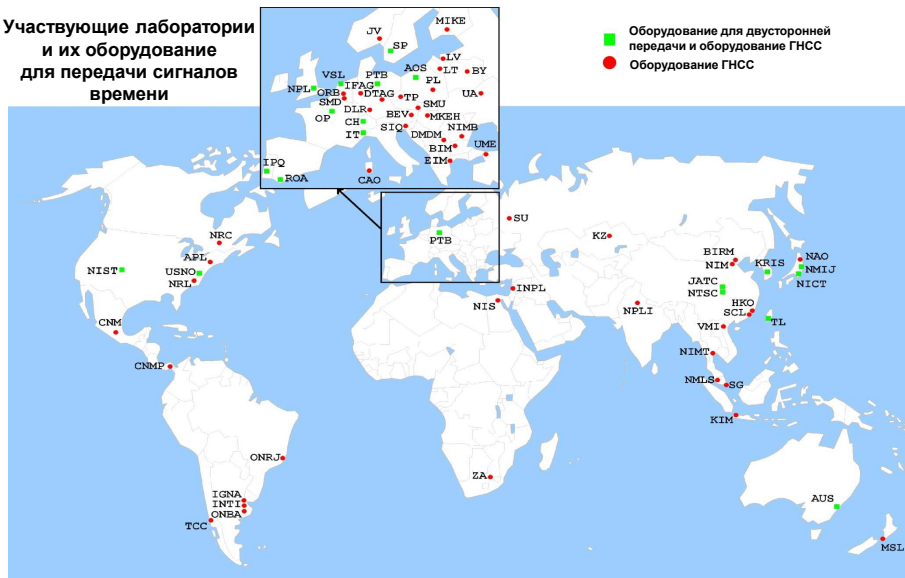 Участвующие лаборатории
и их оборудование
для передачи сигналов
времени
Оборудование для двусторонней
передачи и оборудование ГНСС
Оборудование ГНСС
MIKE
JV
SP
LV
LT
BY
VSL
PTB
AOS
NPL
ORB
IFAG
PL
UA
SMD
DTAG
TP
OP
DLR
SMU
BEV
MKEH
CH
SIQ
NIMB
IT
DMDM
BIM
UME
EIM
IPQ
ROA
CAO
PTB
SU
KZ
NRC
APL
NIST
USNO
NRL
CNM
CNMP
ONRJ
IGNA
INTI
ONBA
TCC
NIS
INPL
NPLI
ZA
BIRM
NIM
KRIS
NAO
NMIJ
NICT
JATC
NTSC
HKO
SCL
TL
VMI
NIMT
NMLS
SG
KIM
AUS
MSL